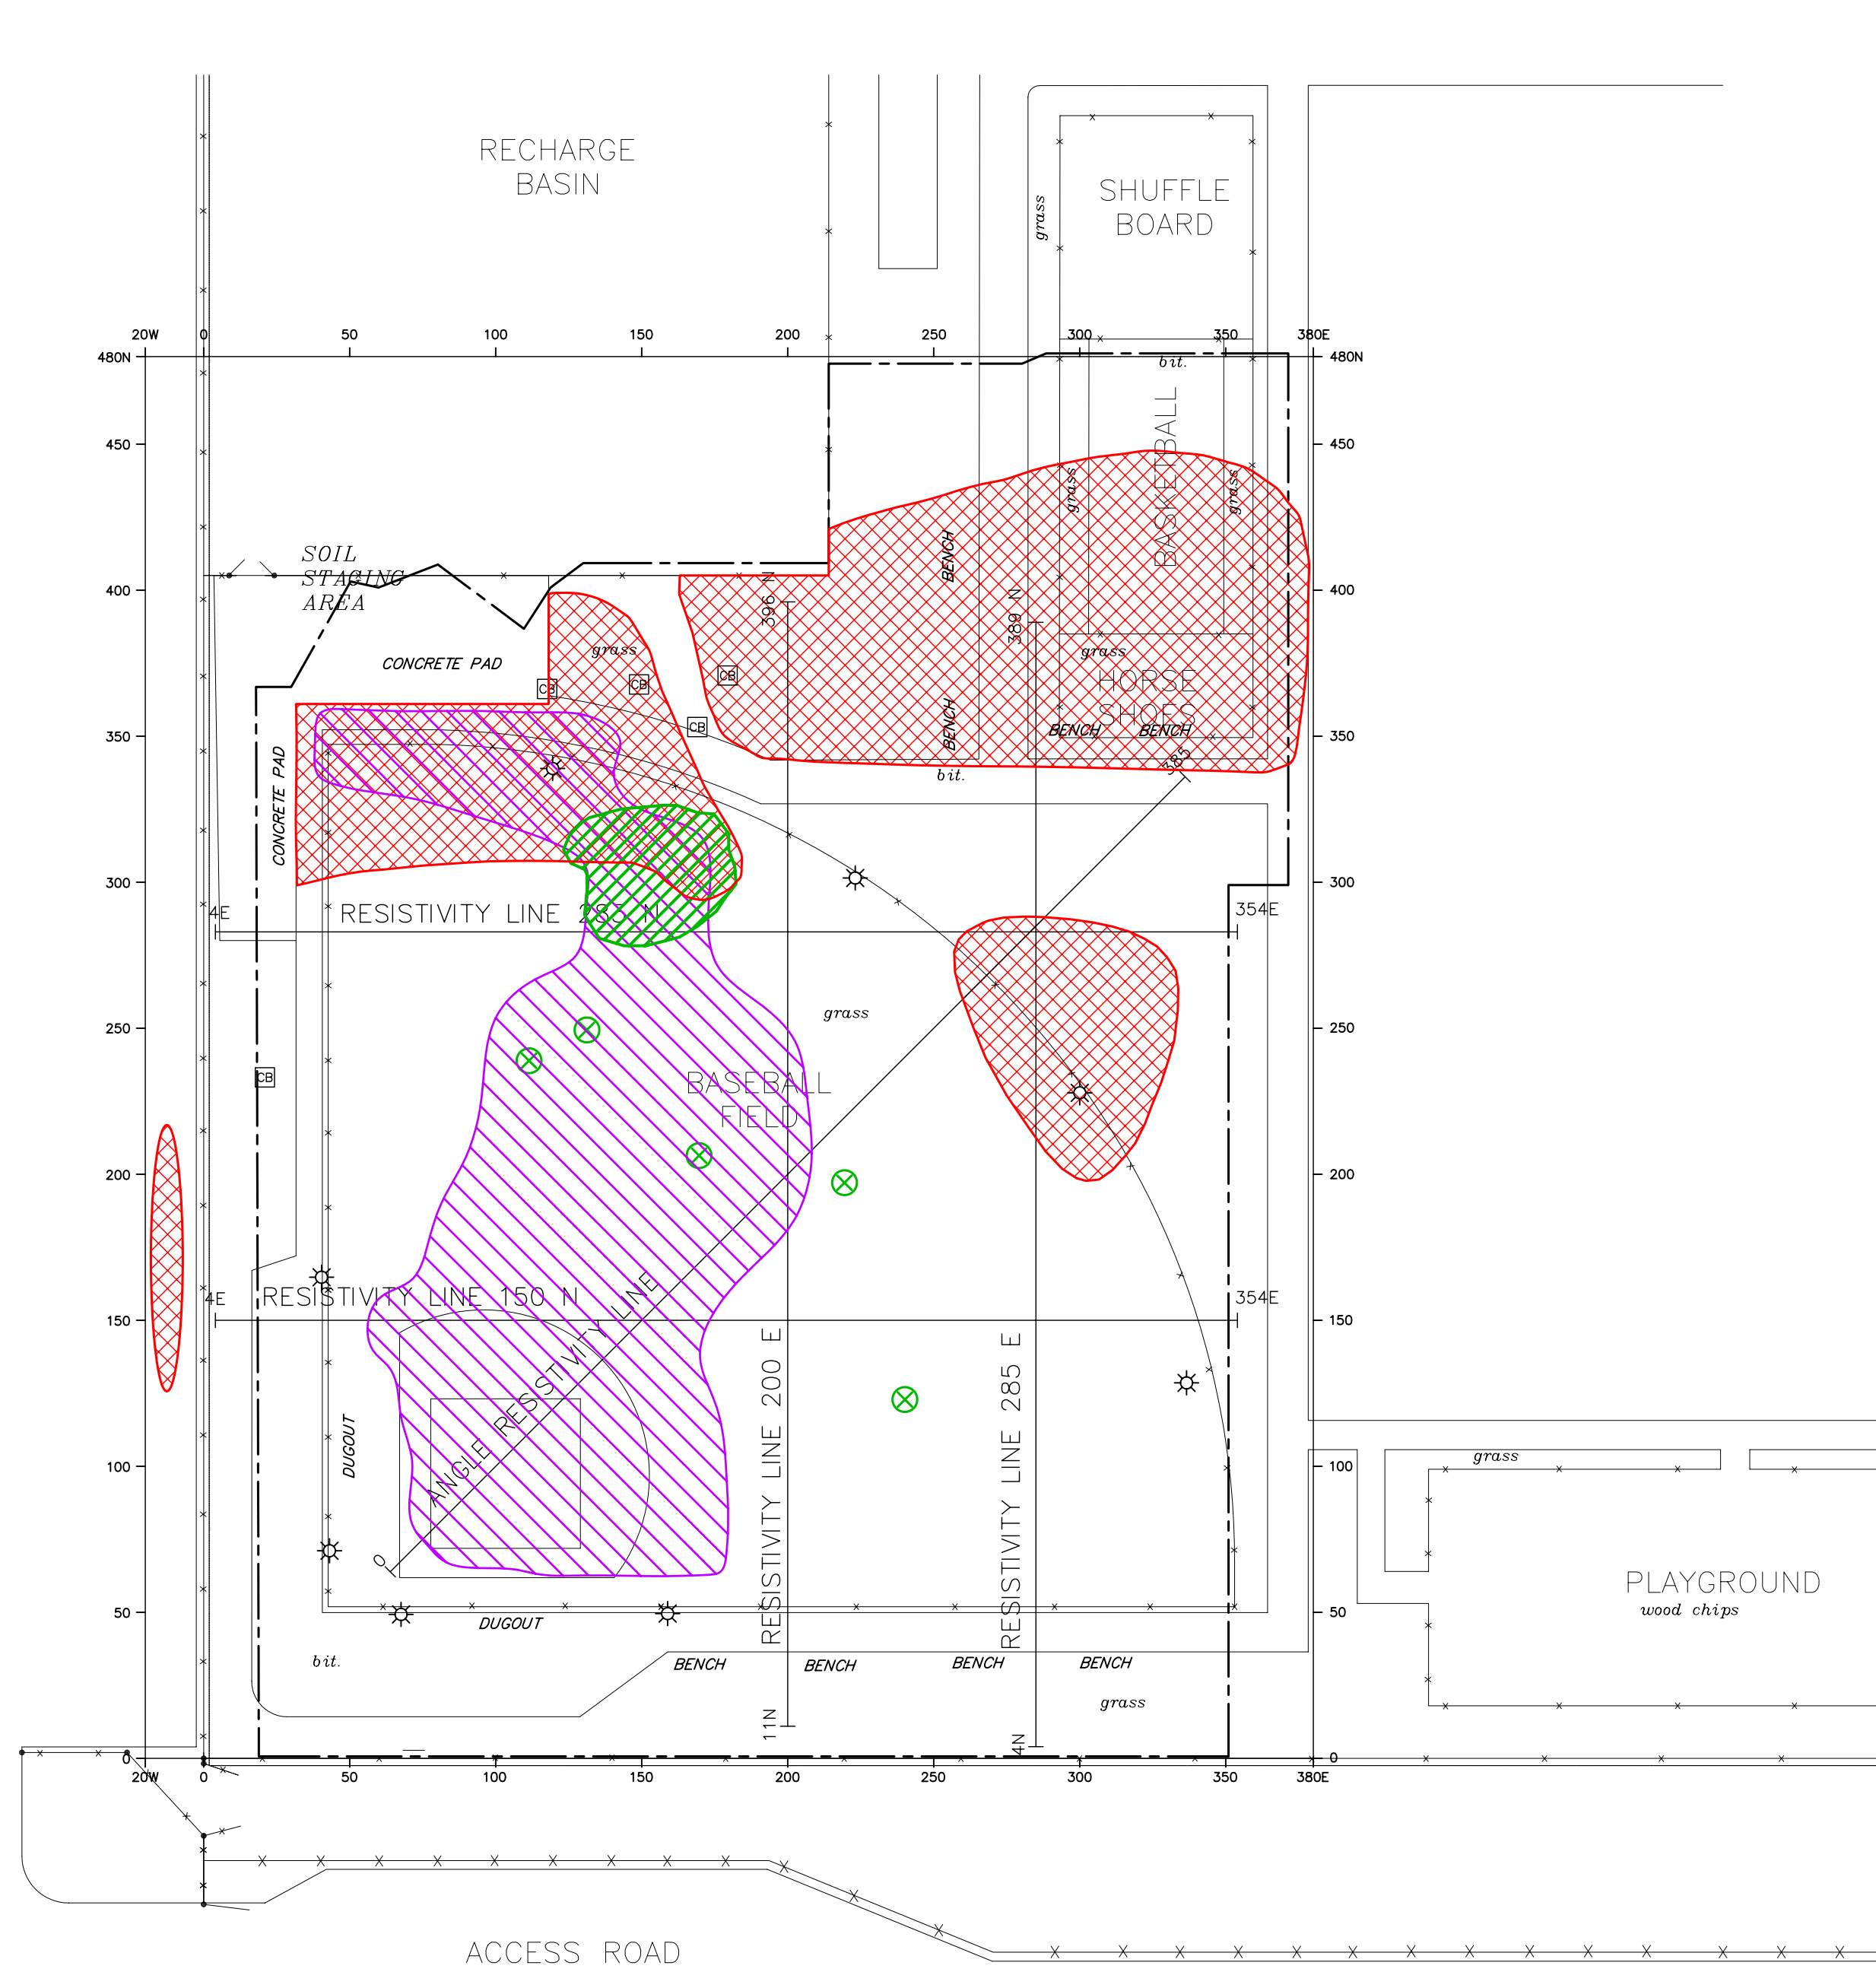 RECHARGE
BASIN
SHUFFLE
BOARD
grass
20W 0 50 100 150 200 250 300 350 380E
480N 480N
bit.
BASKETBALL
450 450
grass
grass
SOIL
STAGING
AREA
BENCH
400 400
396 N
389 N
grass
grass
CONCRETE PAD
HORSE
SHOES
CB
CB
CB
CB
BENCH
BENCH BENCH
350 350
385
bit.
CONCRETE PAD
300 300
4E RESISTIVITY LINE 283 N 354E
grass
250 250
CB
BASEBALL
FIELD
200 200
4E RESISTIVITY LINE 150 N 354E
150 150
ANGLE RESISTIVITY LINE
RESISTIVITY LINE 200 E
RESISTIVITY LINE 285 E
DUGOUT
100 100
grass
0
PLAYGROUND
wood chips
50 50
DUGOUT
bit.
BENCH BENCH BENCH BENCH
grass
11N
4N
0 0
20W 0 50 100 150 200 250 300 350 380E
ACCESS ROAD